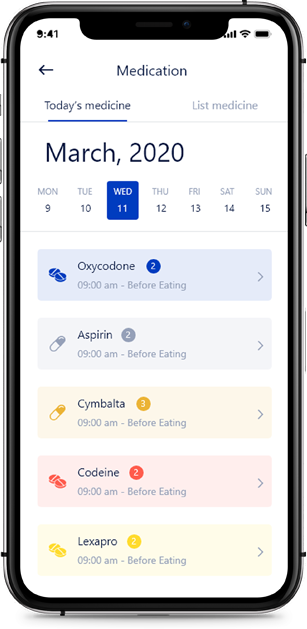 9:41
Medication
Today's medicine
List medicine
March, 2020
MON TUE WED THU FRI SAT SUN
9 10 11 12 13 14 15
Oxycodone 2
09:00 am - Before Eating
Aspirin 2
09:00 am - Before Eating
Cymbalta 3
09:00 am - Before Eating
Codeine 2
09:00 am - Before Eating
Lexapro 2
09:00 am - Before Eating